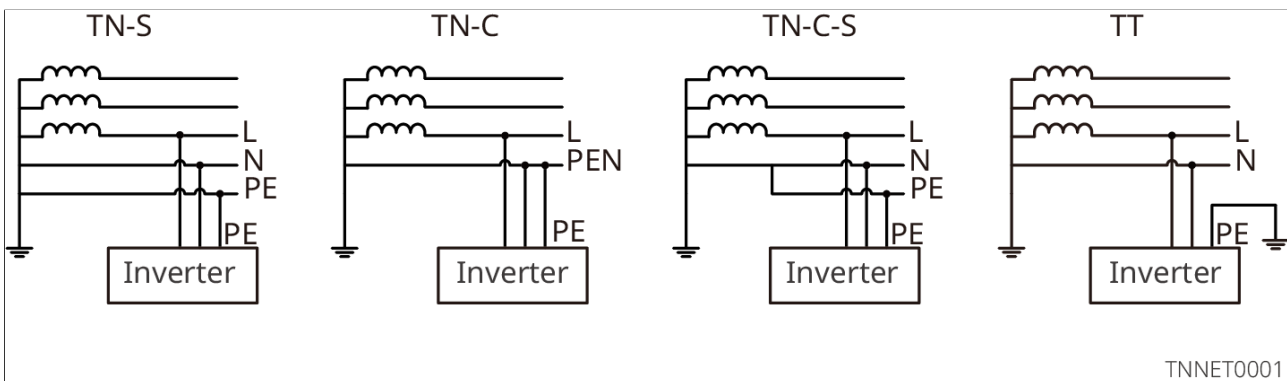 TN-S TN-C TN-C-S TT
L L L L
N PEN N N
PE PE
PE PE PE PE
Inverter Inverter Inverter Inverter
TNNET0001